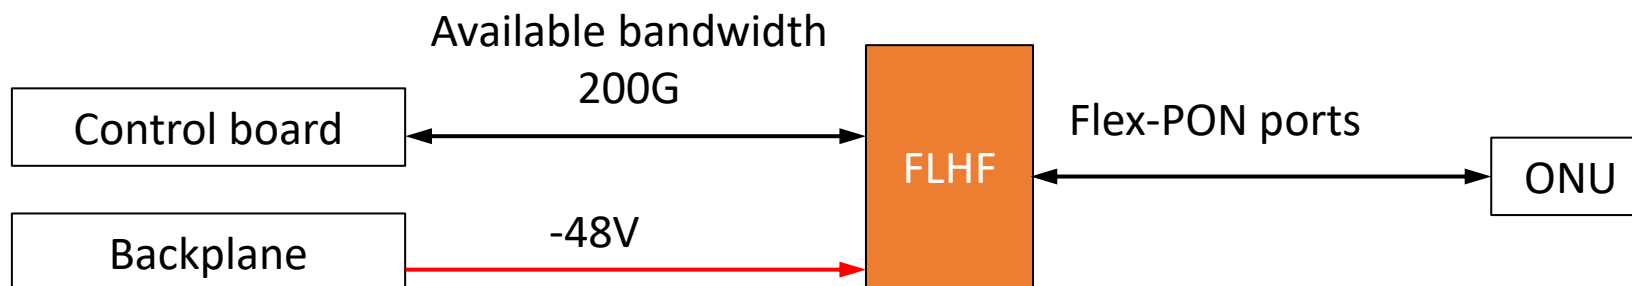 Available bandwidth
200G
Control board
Flex-PON ports
FLHF
ONU
-48V
Backplane